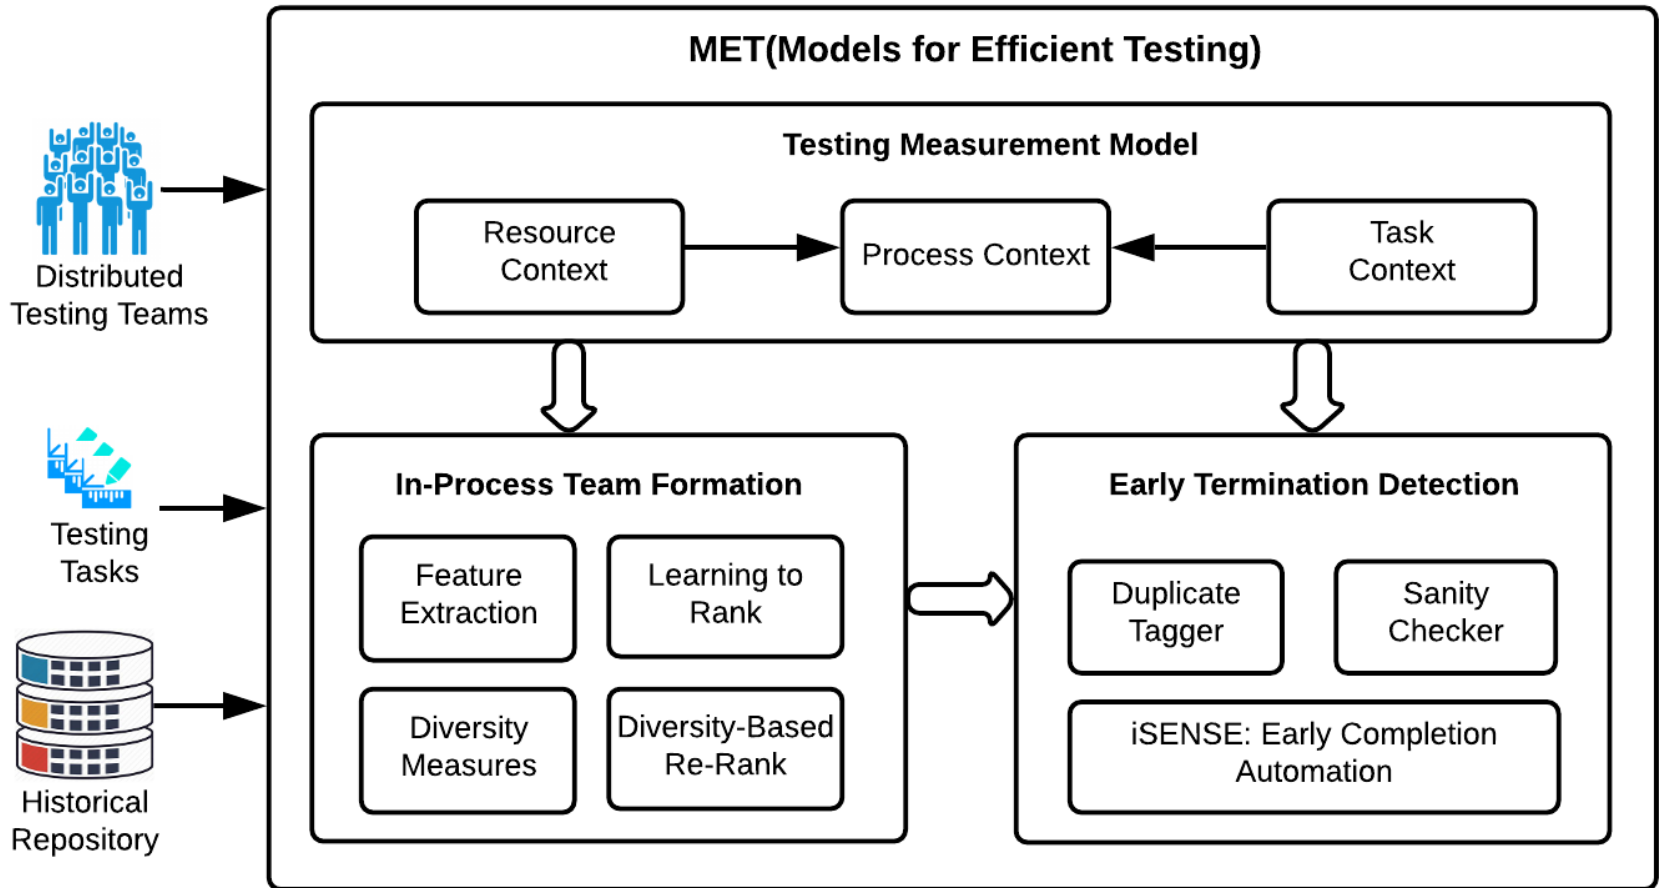 MET(Models for Efficient Testing)
Testing Measurement Model
Resource
Context
Process Context
Task
Context
Distributed
Testing Teams
In-Process Team Formation
Feature
Extraction
Learning to
Rank
Diversity
Measures
Diversity-Based
Re-Rank
Early Termination Detection
Duplicate
Tagger
Sanity
Checker
iSENSE: Early Completion
Automation
Testing
Tasks
Historical
Repository